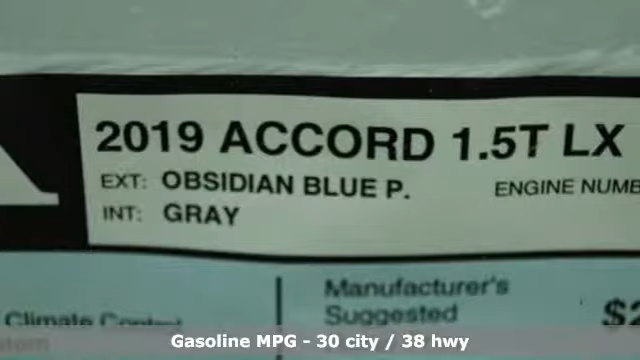 2019 ACCORD 1.5T LX
EXT: OBSIDIAN BLUE P.
ENGINE NUMB
INT: GRAY
Manufacturer's
Climate Control
Suggested
$2
Gasoline MPG - 30 city / 38 hwy